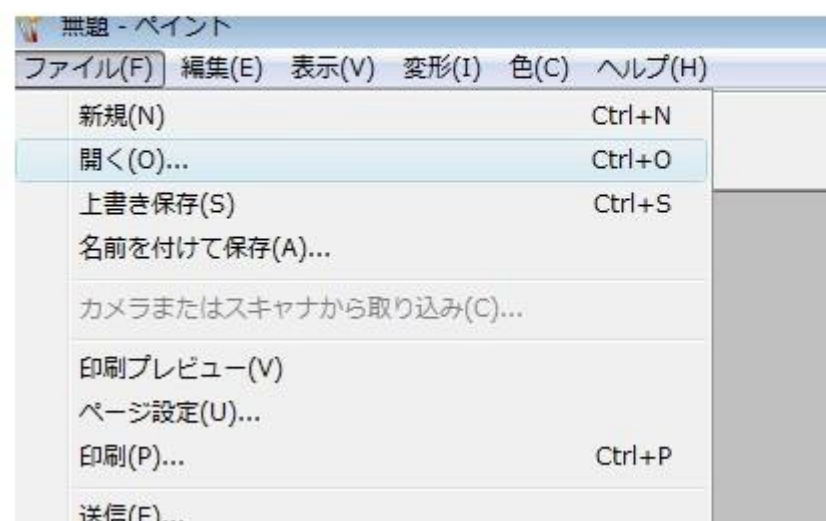 無題 - ペイント
ファイル(F) 編集(E) 表示(V) 変形(I) 色(C) ヘルプ(H)
新規(N) Ctrl+N
開く(O)... Ctrl+O
上書き保存(S) Ctrl+S
名前を付けて保存(A)...
カメラまたはスキャナから取り込み(C)...
印刷プレビュー(V)
ページ設定(U)...
印刷(P)... Ctrl+P
送信(E)...